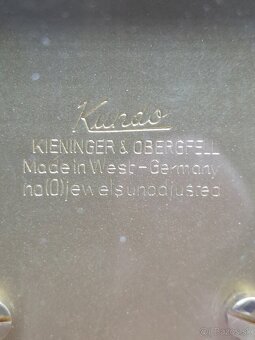 Kundo
KIENINGER & OBERGFELL
Made in West-Germany
no(0)jewels unadjusted